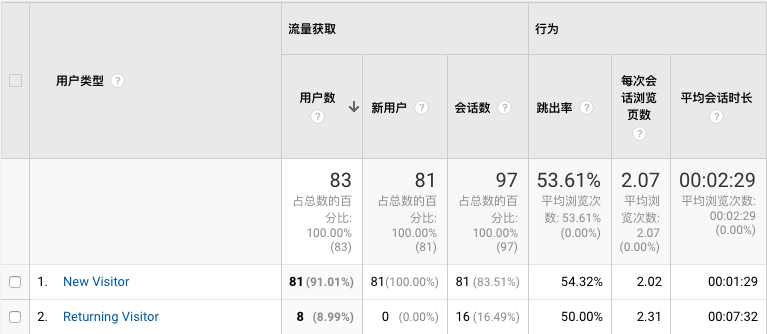 流量获取 行为
用户类型 ?
用户数 ? 新用户 ? 会话数 ? 跳出率 ? 每次会话浏览页数 ? 平均会话时长 ?
83 81 97 53.61% 2.07 00:02:29
占总数的百分比: 100.00% (83) 占总数的百分比: 100.00% (81) 占总数的百分比: 100.00% (97) 平均浏览次数: 53.61% (0.00%) 平均浏览次数: 2.07 (0.00%) 平均浏览次数: 00:02:29 (0.00%)
1. New Visitor 81 (91.01%) 81(100.00%) 81 (83.51%) 54.32% 2.02 00:01:29
2. Returning Visitor 8 (8.99%) 0 (0.00%) 16 (16.49%) 50.00% 2.31 00:07:32